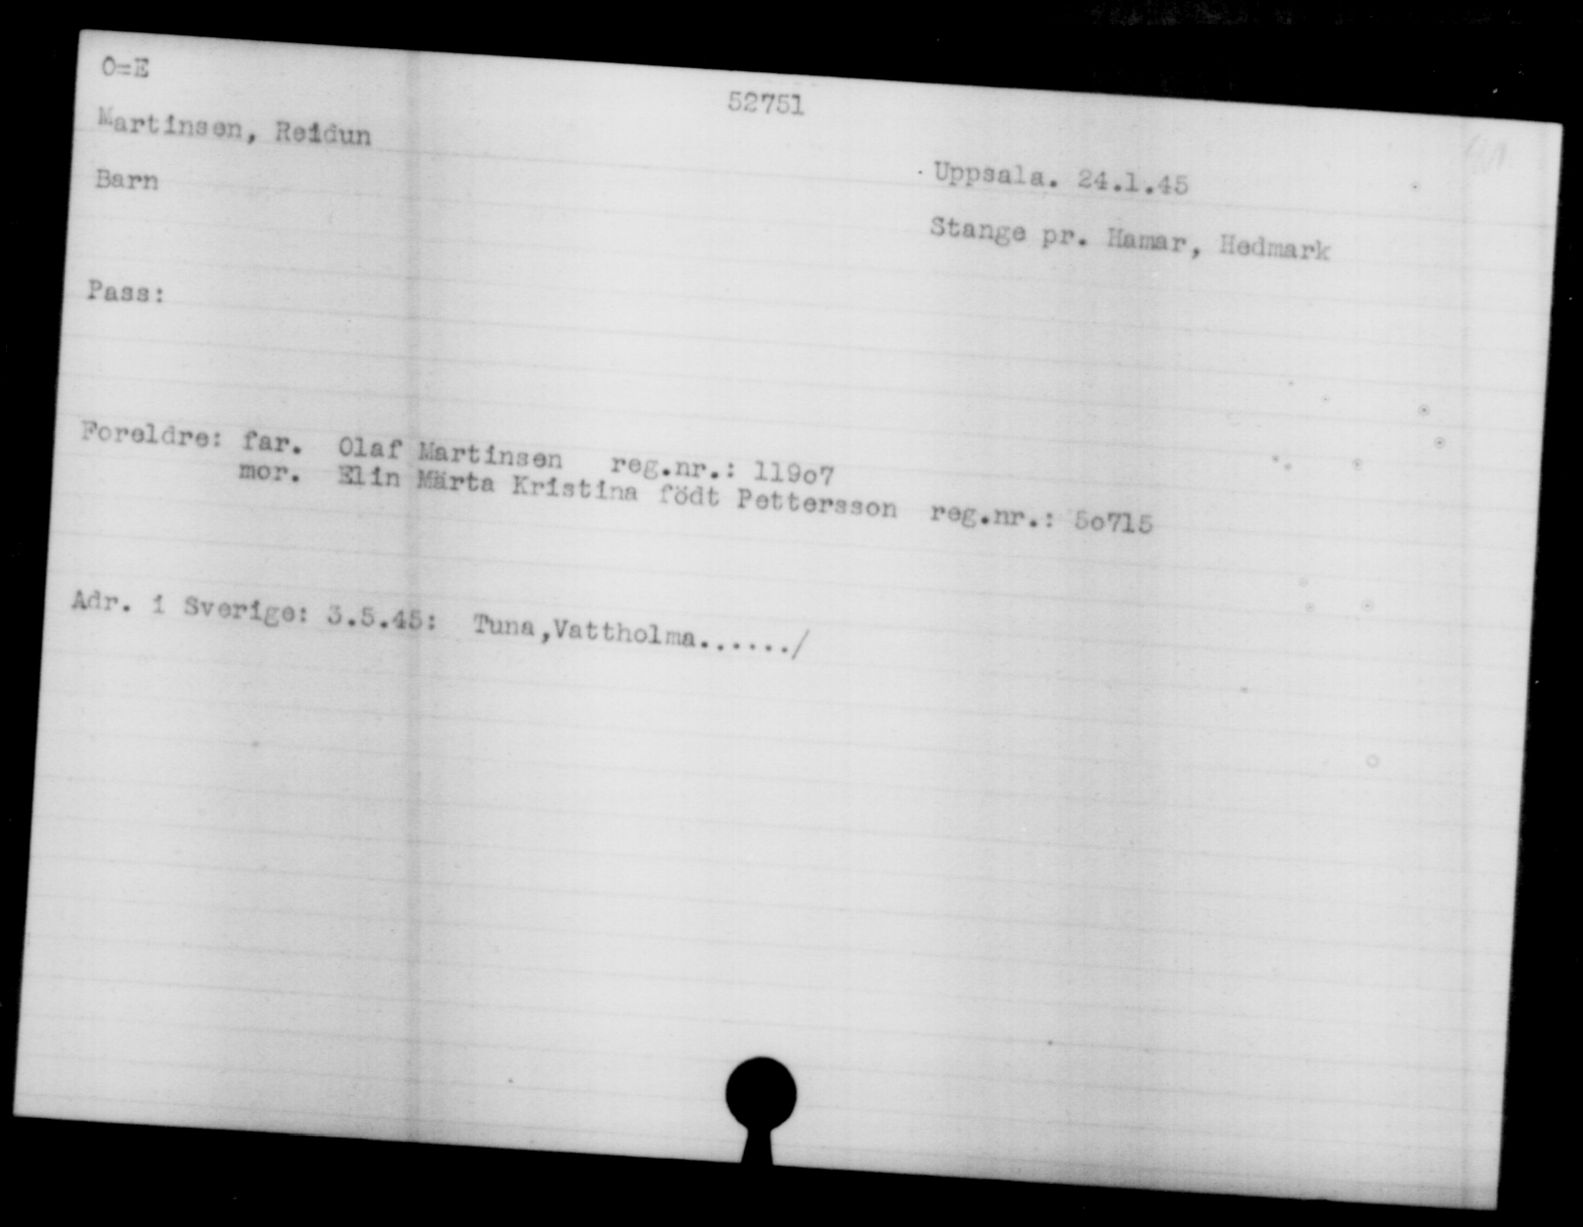 O=E
52751
Martinsen, Reidun
Uppsala. 24.1.45
Barn
Stange pr. Hamar, Hedmark
Pass:
Foreldre: far. Olaf Martinsen reg.nr.: 119o7
mor. Elin Märta Kristina födt Pettersson reg.nr.: 5o715
Adr. i Sverige: 3.5.45: Tuna,Vattholma....../